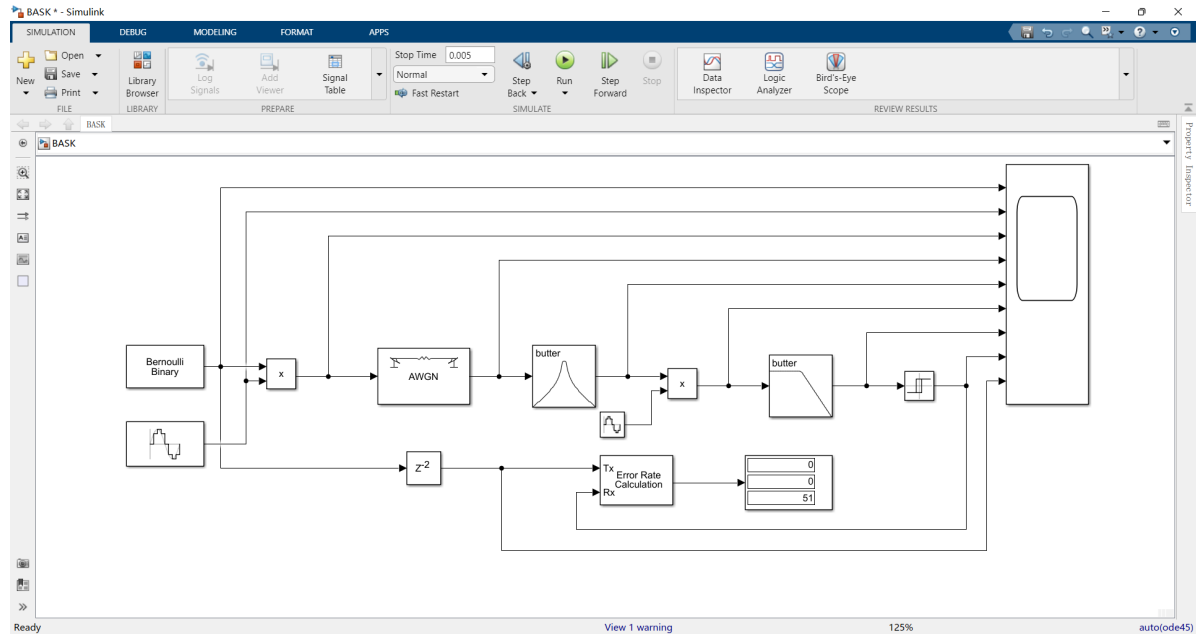 BASK * - Simulink
SIMULATION DEBUG MODELING FORMAT APPS
New
Open
Save
Print
FILE
Library
Browser
LIBRARY
Log
Signals
Add
Viewer
Signal
Table
PREPARE
Stop Time 0.005
Normal
Fast Restart
Step
Back
Run
Step
Forward
Stop
SIMULATE
Data
Inspector
Logic
Analyzer
Bird's-Eye
Scope
REVIEW RESULTS
BASK
BASK
Property Inspector
Bernoulli
Binary
x
AWGN
butter
x
butter
Z-2
Tx
Rx
Error Rate
Calculation
0
0
51
Ready View 1 warning 125% auto(ode45)